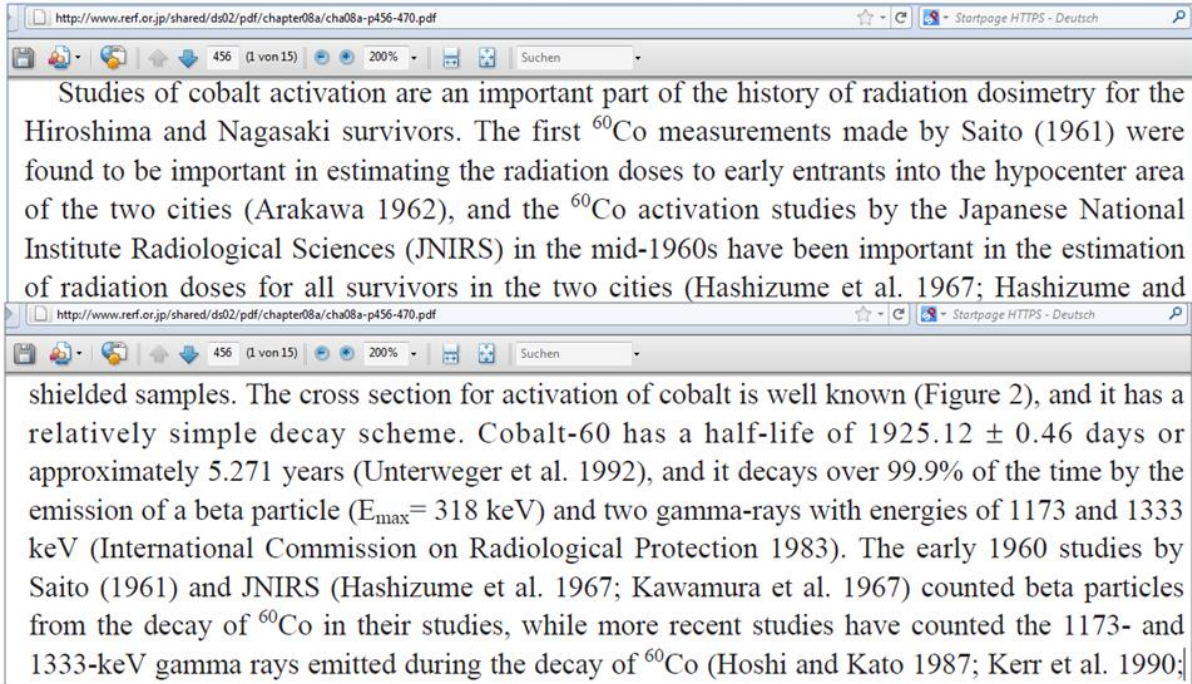 http://www.rerf.or.jp/shared/ds02/pdf/chapter08a/cha08a-p456-470.pdf Startpage HTTPS - Deutsch
456 (1 von 15) 200% Suchen
Studies of cobalt activation are an important part of the history of radiation dosimetry for the
Hiroshima and Nagasaki survivors. The first ⁶⁰Co measurements made by Saito (1961) were
found to be important in estimating the radiation doses to early entrants into the hypocenter area
of the two cities (Arakawa 1962), and the ⁶⁰Co activation studies by the Japanese National
Institute Radiological Sciences (JNIRS) in the mid-1960s have been important in the estimation
of radiation doses for all survivors in the two cities (Hashizume et al. 1967; Hashizume and
http://www.rerf.or.jp/shared/ds02/pdf/chapter08a/cha08a-p456-470.pdf Startpage HTTPS - Deutsch
456 (1 von 15) 200% Suchen
shielded samples. The cross section for activation of cobalt is well known (Figure 2), and it has a
relatively simple decay scheme. Cobalt-60 has a half-life of 1925.12 ± 0.46 days or
approximately 5.271 years (Unterweger et al. 1992), and it decays over 99.9% of the time by the
emission of a beta particle (Emax= 318 keV) and two gamma-rays with energies of 1173 and 1333
keV (International Commission on Radiological Protection 1983). The early 1960 studies by
Saito (1961) and JNIRS (Hashizume et al. 1967; Kawamura et al. 1967) counted beta particles
from the decay of ⁶⁰Co in their studies, while more recent studies have counted the 1173- and
1333-keV gamma rays emitted during the decay of ⁶⁰Co (Hoshi and Kato 1987; Kerr et al. 1990;